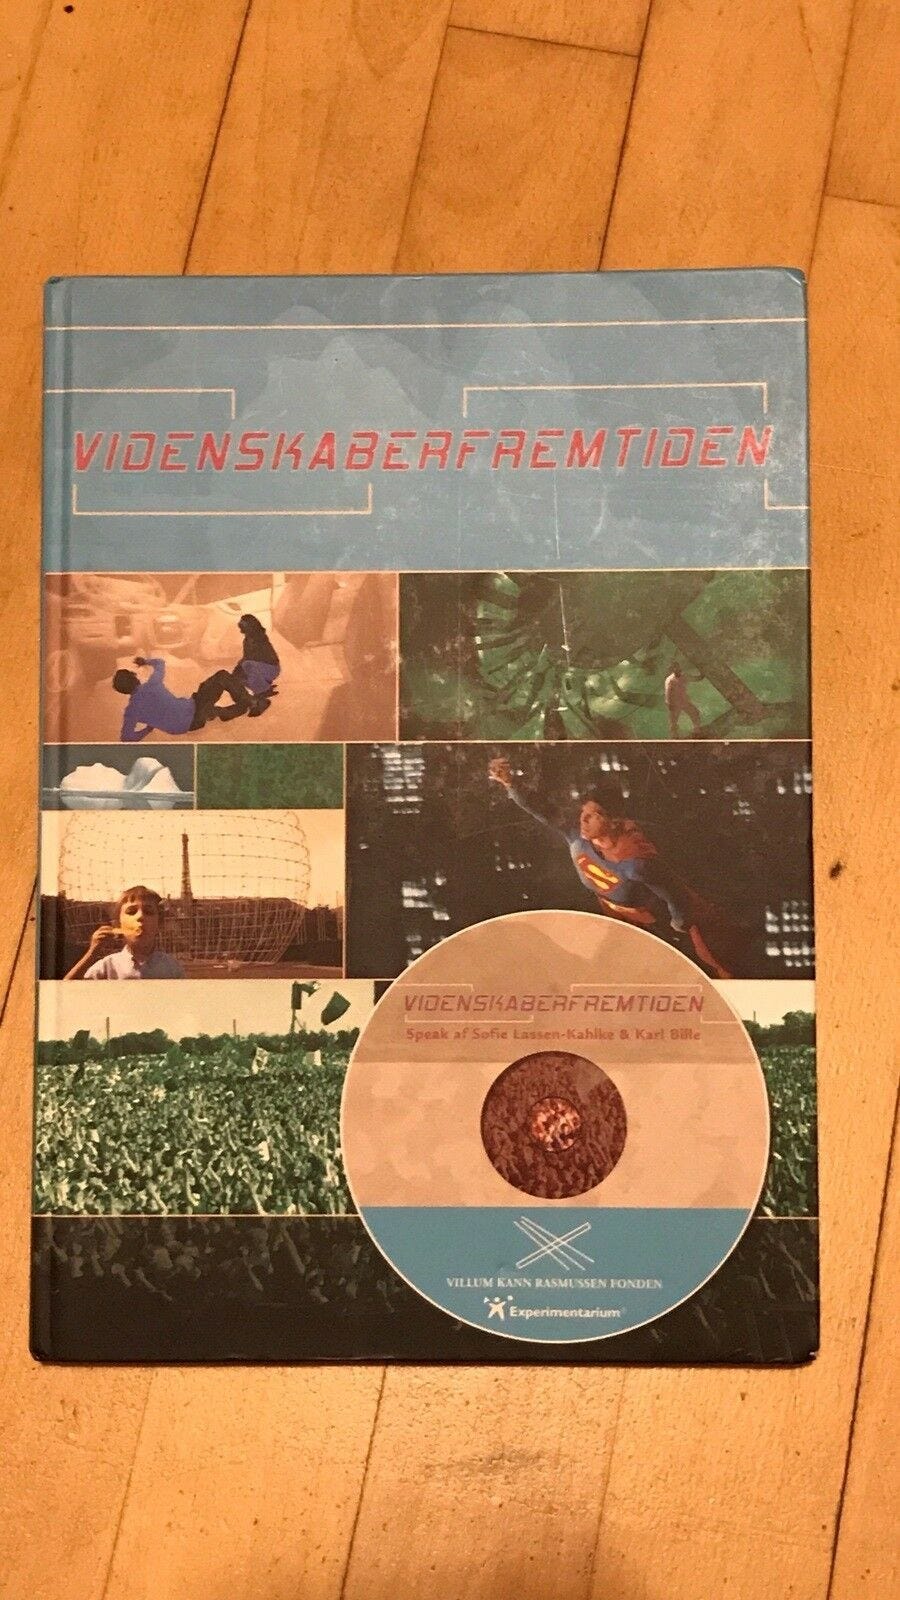 VIDENSKABERFREMTIDEN
VIDENSKABERFREMTIDEN
Speak af Sofie Lassen-Kahlke & Karl Bille
VILLUM KANN RASMUSSEN FONDEN
Experimentarium®